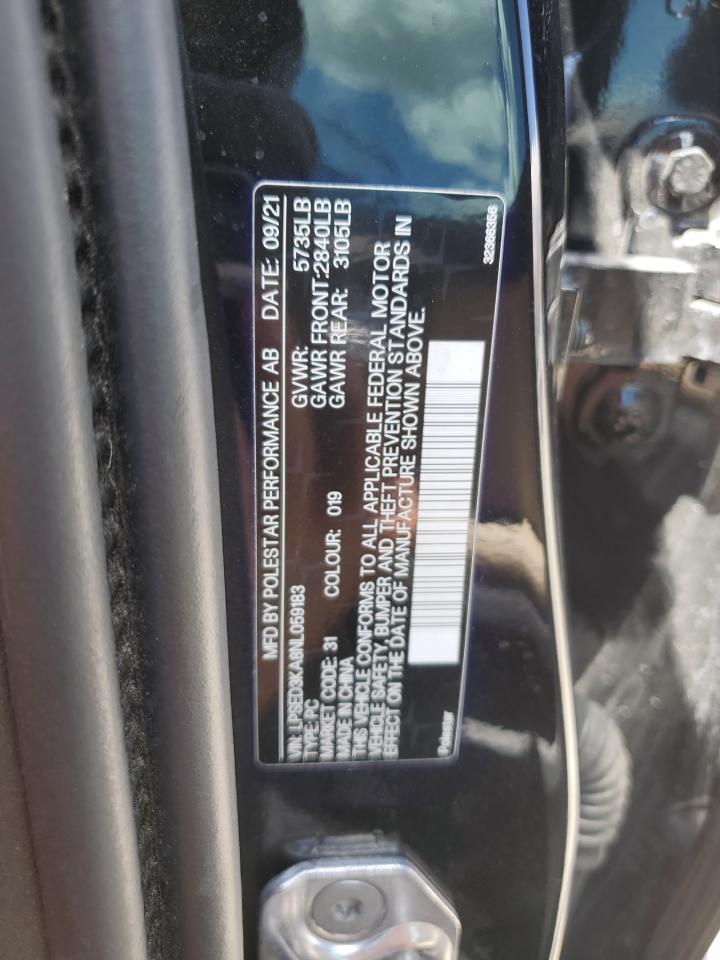 MFD BY POLESTAR PERFORMANCE AB DATE: 09/21
VIN: LPSED3KA8NL059183
TYPE: PC
MARKET CODE: 31 COLOUR: 019
MADE IN CHINA
GVWR: 5735LB
GAWR FRONT:2840LB
GAWR REAR: 3105LB
THIS VEHICLE CONFORMS TO ALL APPLICABLE FEDERAL MOTOR
VEHICLE SAFETY, BUMPER AND THEFT PREVENTION STANDARDS IN
EFFECT ON THE DATE OF MANUFACTURE SHOWN ABOVE.
Polestar
32386356